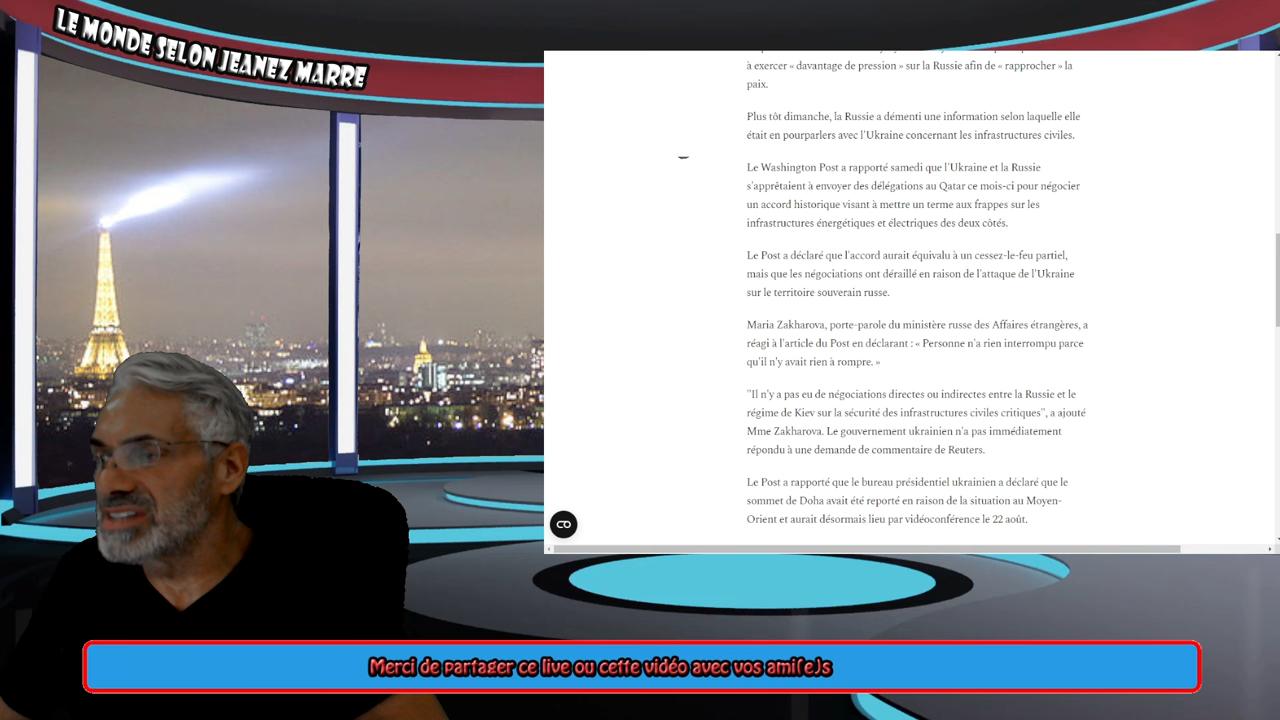 LE MONDE SELON JEANEZ MARRE
à exercer « davantage de pression » sur la Russie afin de « rapprocher » la
paix.
Plus tôt dimanche, la Russie a démenti une information selon laquelle elle
était en pourparlers avec l'Ukraine concernant les infrastructures civiles.
Le Washington Post a rapporté samedi que l'Ukraine et la Russie
s'apprêtaient à envoyer des délégations au Qatar ce mois-ci pour négocier
un accord historique visant à mettre un terme aux frappes sur les
infrastructures énergétiques et électriques des deux côtés.
Le Post a déclaré que l'accord aurait équivalu à un cessez-le-feu partiel,
mais que les négociations ont déraillé en raison de l'attaque de l'Ukraine
sur le territoire souverain russe.
Maria Zakharova, porte-parole du ministère russe des Affaires étrangères, a
réagi à l'article du Post en déclarant : « Personne n'a rien interrompu parce
qu'il n'y avait rien à rompre. »
"Il n'y a pas eu de négociations directes ou indirectes entre la Russie et le
régime de Kiev sur la sécurité des infrastructures civiles critiques", a ajouté
Mme Zakharova. Le gouvernement ukrainien n'a pas immédiatement
répondu à une demande de commentaire de Reuters.
Le Post a rapporté que le bureau présidentiel ukrainien a déclaré que le
sommet de Doha avait été reporté en raison de la situation au Moyen-
Orient et aurait désormais lieu par vidéoconférence le 22 août.
Merci de partager ce live ou cette vidéo avec vos ami(e)s